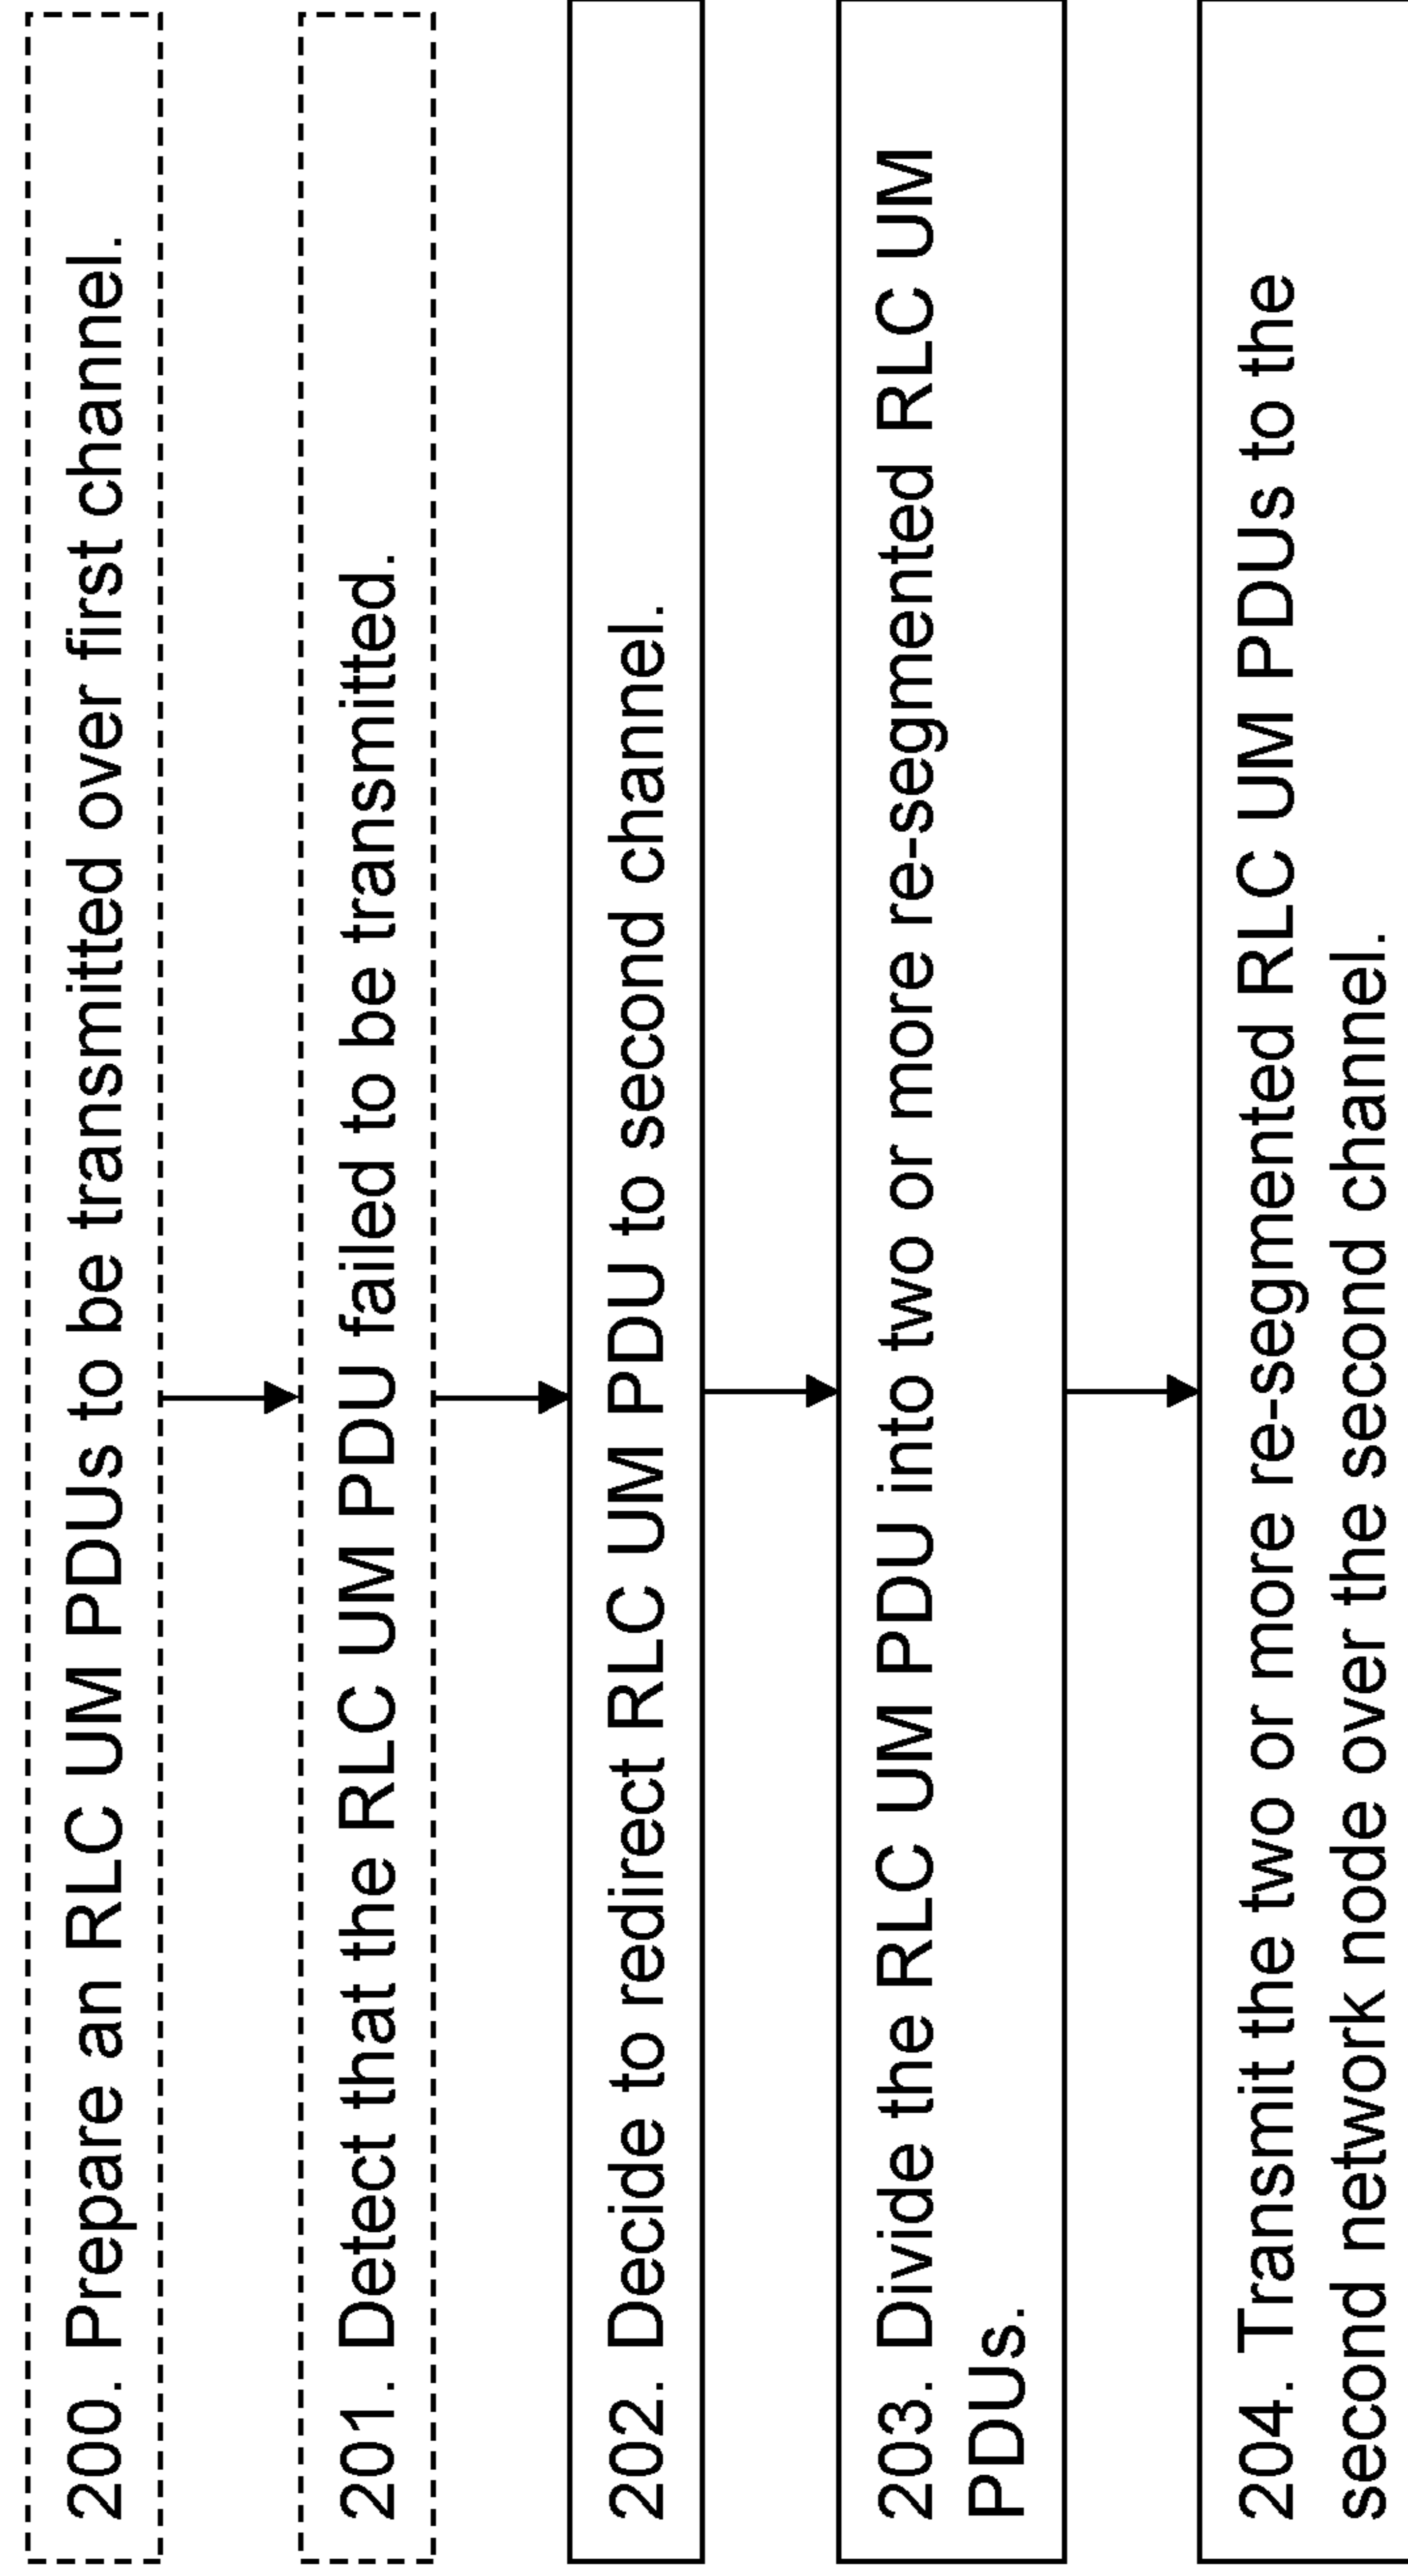 200. Prepare an RLC UM PDUs to be transmitted over first channel.
201. Detect that the RLC UM PDU failed to be transmitted.
202. Decide to redirect RLC UM PDU to second channel.
203. Divide the RLC UM PDU into two or more re-segmented RLC UM
PDUs.
204. Transmit the two or more re-segmented RLC UM PDUs to the
second network node over the second channel.